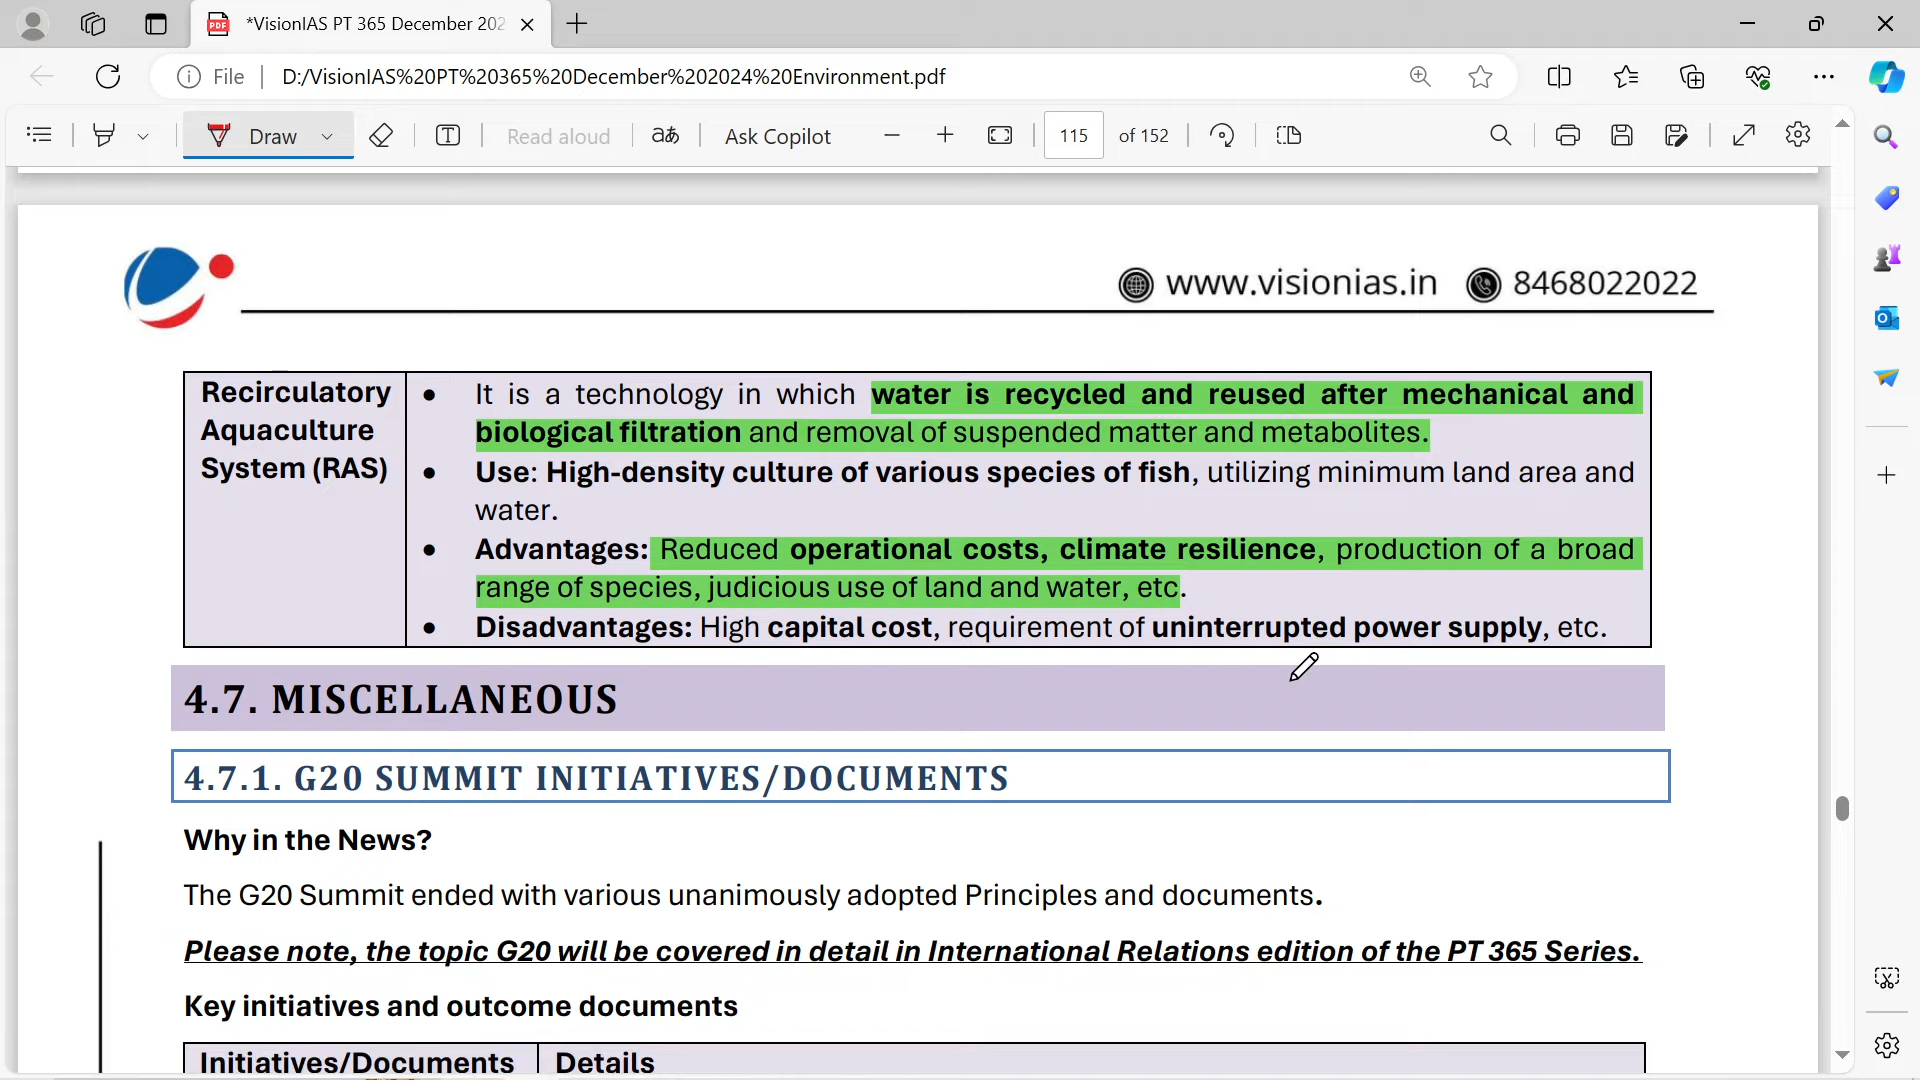 *VisionIAS PT 365 December 202
File
D:/VisionIAS%20PT%20365%20December%202024%20Environment.pdf
Draw
Read aloud
aあ
Ask Copilot
115
of 152
www.visionias.in
8468022022
Recirculatory
Aquaculture
System (RAS)
• It is a technology in which water is recycled and reused after mechanical and
biological filtration and removal of suspended matter and metabolites.
• Use: High-density culture of various species of fish, utilizing minimum land area and
water.
• Advantages: Reduced operational costs, climate resilience, production of a broad
range of species, judicious use of land and water, etc.
• Disadvantages: High capital cost, requirement of uninterrupted power supply, etc.
4.7. MISCELLANEOUS
4.7.1. G20 SUMMIT INITIATIVES/DOCUMENTS
Why in the News?
The G20 Summit ended with various unanimously adopted Principles and documents.
Please note, the topic G20 will be covered in detail in International Relations edition of the PT 365 Series.
Key initiatives and outcome documents
Initiatives/Documents
Details